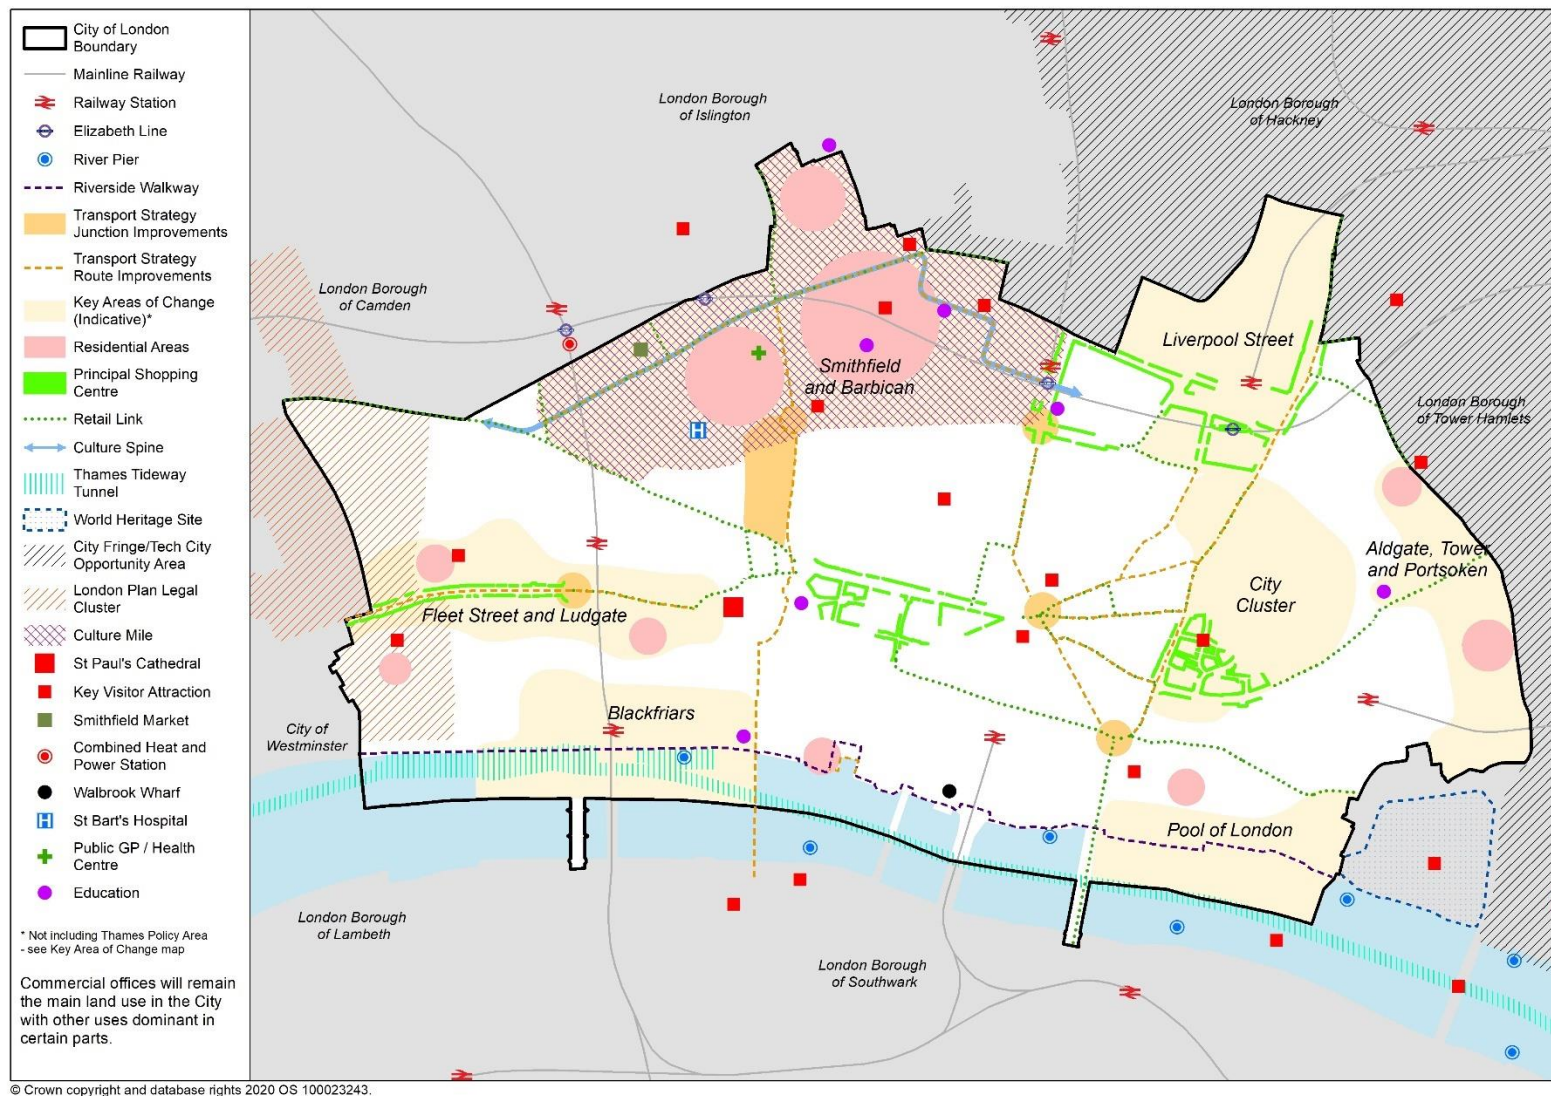 City of London
Boundary
Mainline Railway
Railway Station
Elizabeth Line
River Pier
Riverside Walkway
Transport Strategy
Junction Improvements
Transport Strategy
Route Improvements
Key Areas of Change
(Indicative)*
Residential Areas
Principal Shopping
Centre
Retail Link
Culture Spine
Thames Tideway
Tunnel
World Heritage Site
City Fringe/Tech City
Opportunity Area
London Plan Legal
Cluster
Culture Mile
St Paul's Cathedral
Key Visitor Attraction
Smithfield Market
Combined Heat and
Power Station
Walbrook Wharf
St Bart's Hospital
Public GP / Health
Centre
Education
* Not including Thames Policy Area
- see Key Area of Change map
Commercial offices will remain
the main land use in the City
with other uses dominant in
certain parts.
London Borough
of Islington
London Borough
of Hackney
London Borough
of Camden
Liverpool Street
Smithfield
and Barbican
London Borough
of Tower Hamlets
Aldgate, Tower
and Portsoken
City
Cluster
Fleet Street and Ludgate
Blackfriars
City of
Westminster
Pool of London
London Borough
of Lambeth
London Borough
of Southwark
H
© Crown copyright and database rights 2020 OS 100023243.